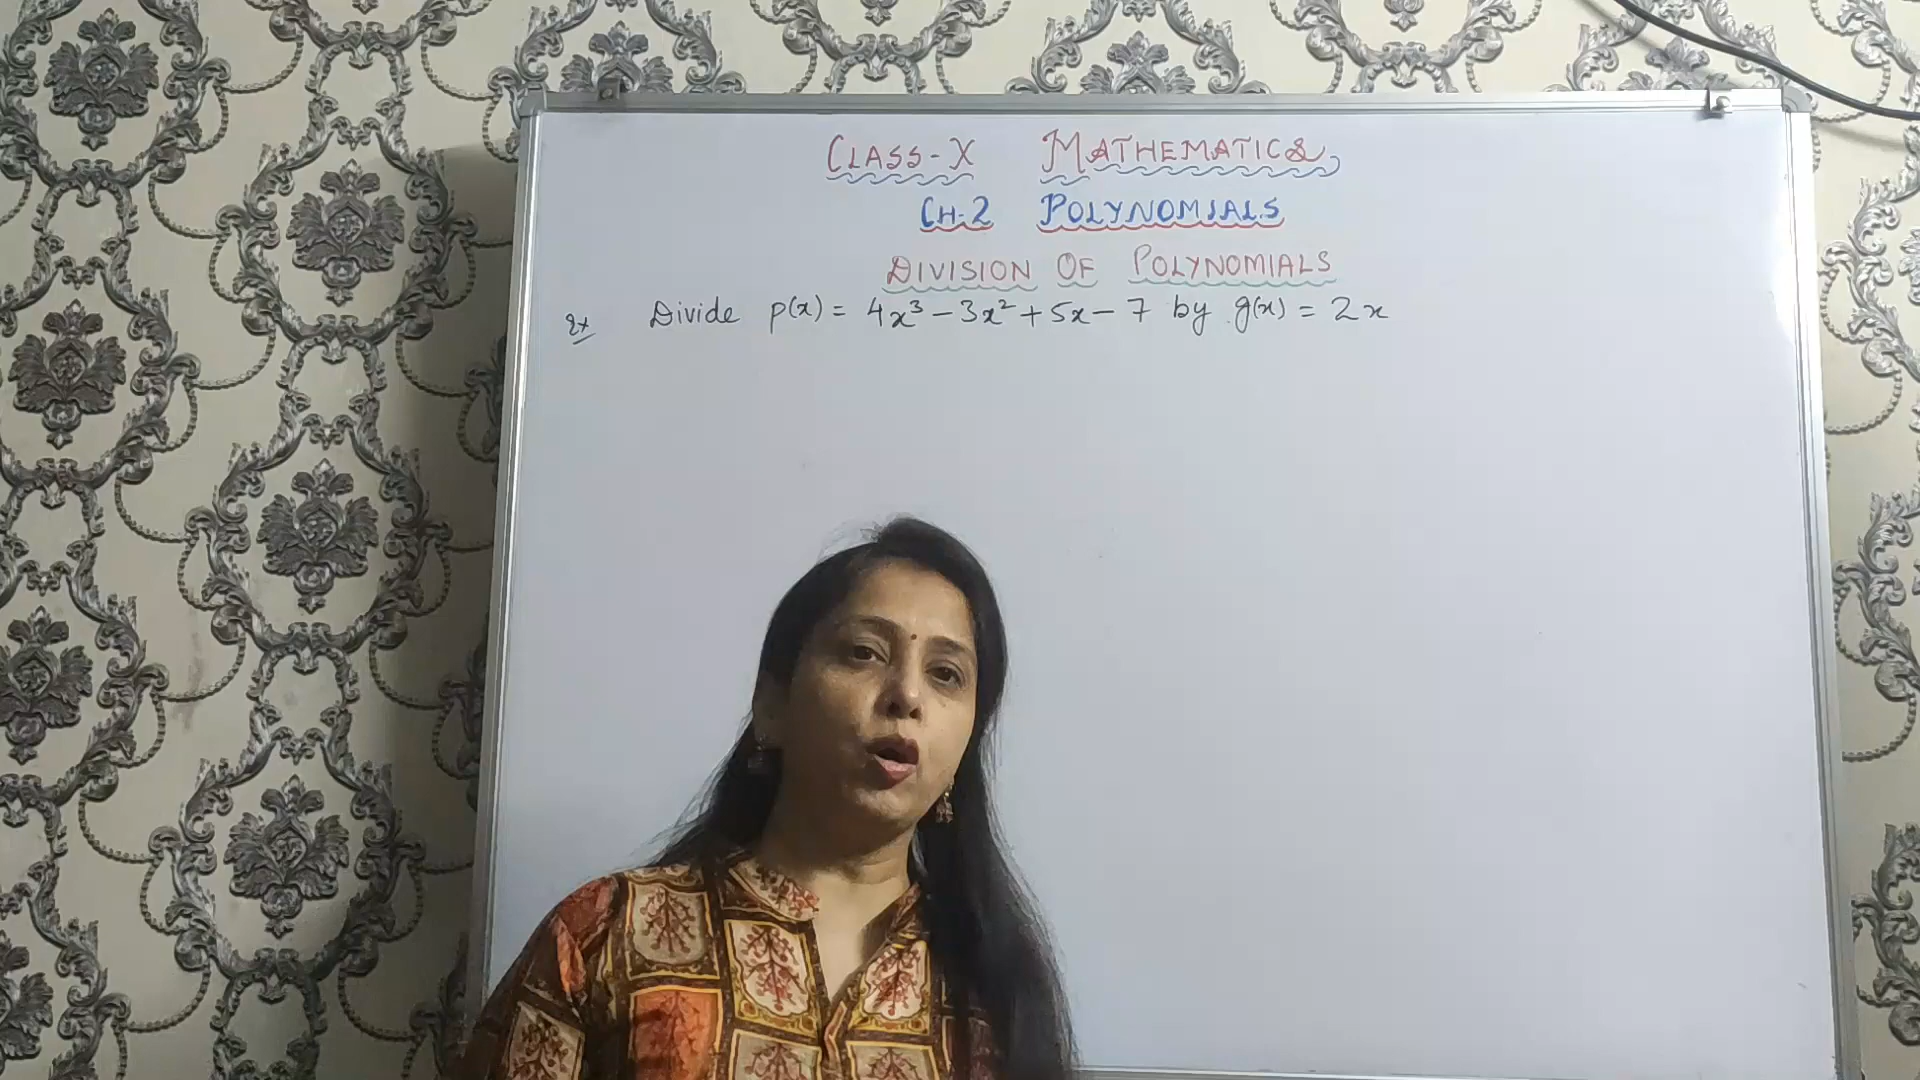 CLASS-X MATHEMATICS
CH-2 POLYNOMIALS
DIVISION OF POLYNOMIALS
Ex Divide p(x) = 4x³ - 3x² + 5x - 7 by g(x) = 2x